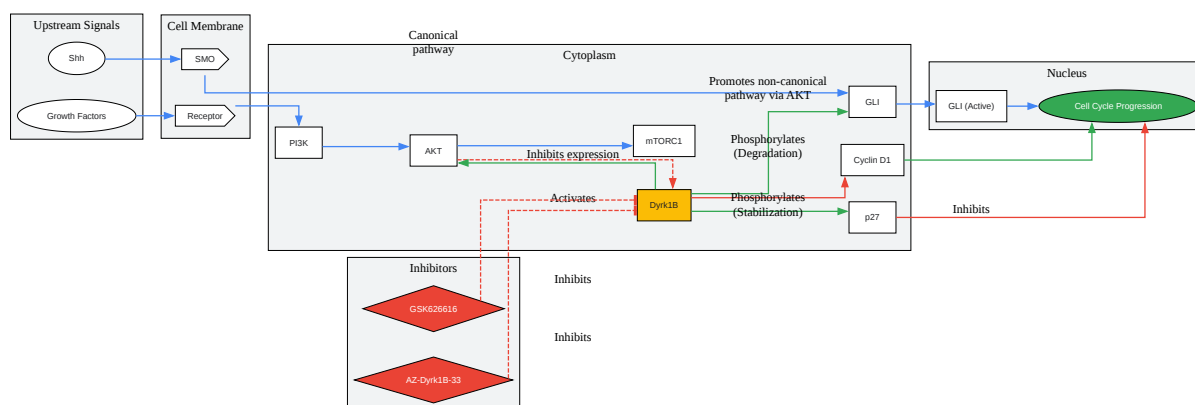 Upstream Signals
Shh
Growth Factors
Cell Membrane
SMO
Receptor
Canonical
pathway
Cytoplasm
PI3K
AKT
mTORC1
Inhibits expression
Activates
Dyrk1B
Promotes non-canonical
pathway via AKT
Phosphorylates
(Degradation)
Phosphorylates
(Stabilization)
GLI
Cyclin D1
p27
Inhibits
Nucleus
GLI (Active)
Cell Cycle Progression
Inhibitors
GSK626616
AZ-Dyrk1B-33
Inhibits
Inhibits